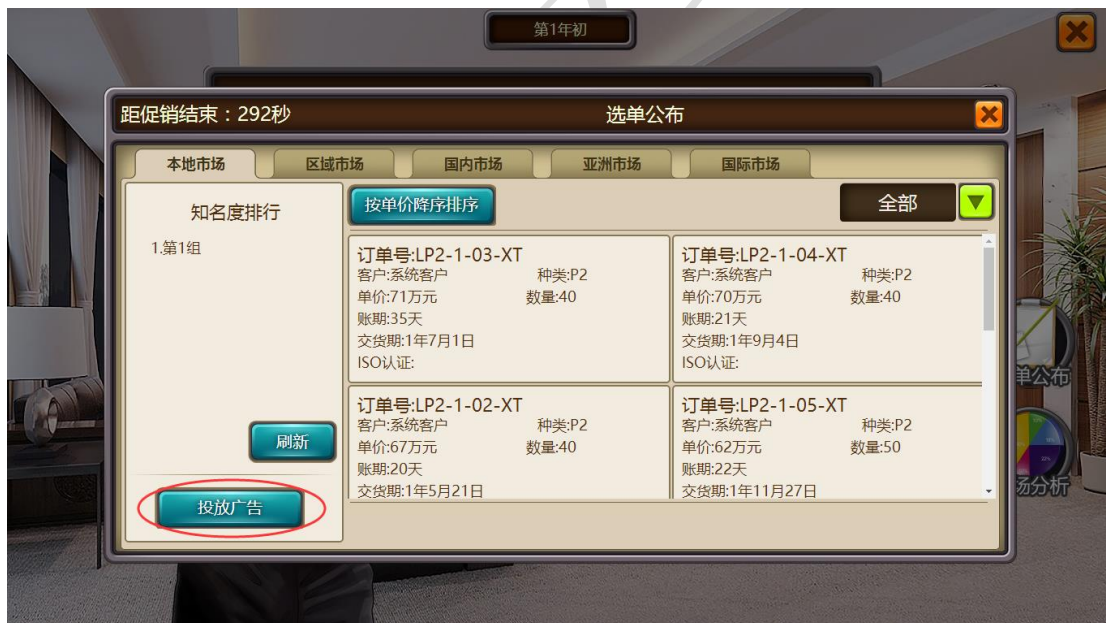 第1年初
距促销结束：292秒
选单公布
本地市场
区域市场
国内市场
亚洲市场
国际市场
知名度排行
1.第1组
按单价降序排序
全部
订单号:LP2-1-03-XT
客户:系统客户 种类:P2
单价:71万元 数量:40
账期:35天
交货期:1年7月1日
ISO认证:
订单号:LP2-1-04-XT
客户:系统客户 种类:P2
单价:70万元 数量:40
账期:21天
交货期:1年9月4日
ISO认证:
订单号:LP2-1-02-XT
客户:系统客户 种类:P2
单价:67万元 数量:40
账期:20天
交货期:1年5月21日
订单号:LP2-1-05-XT
客户:系统客户 种类:P2
单价:62万元 数量:50
账期:22天
交货期:1年11月27日
刷新
投放广告
单公布
场分析